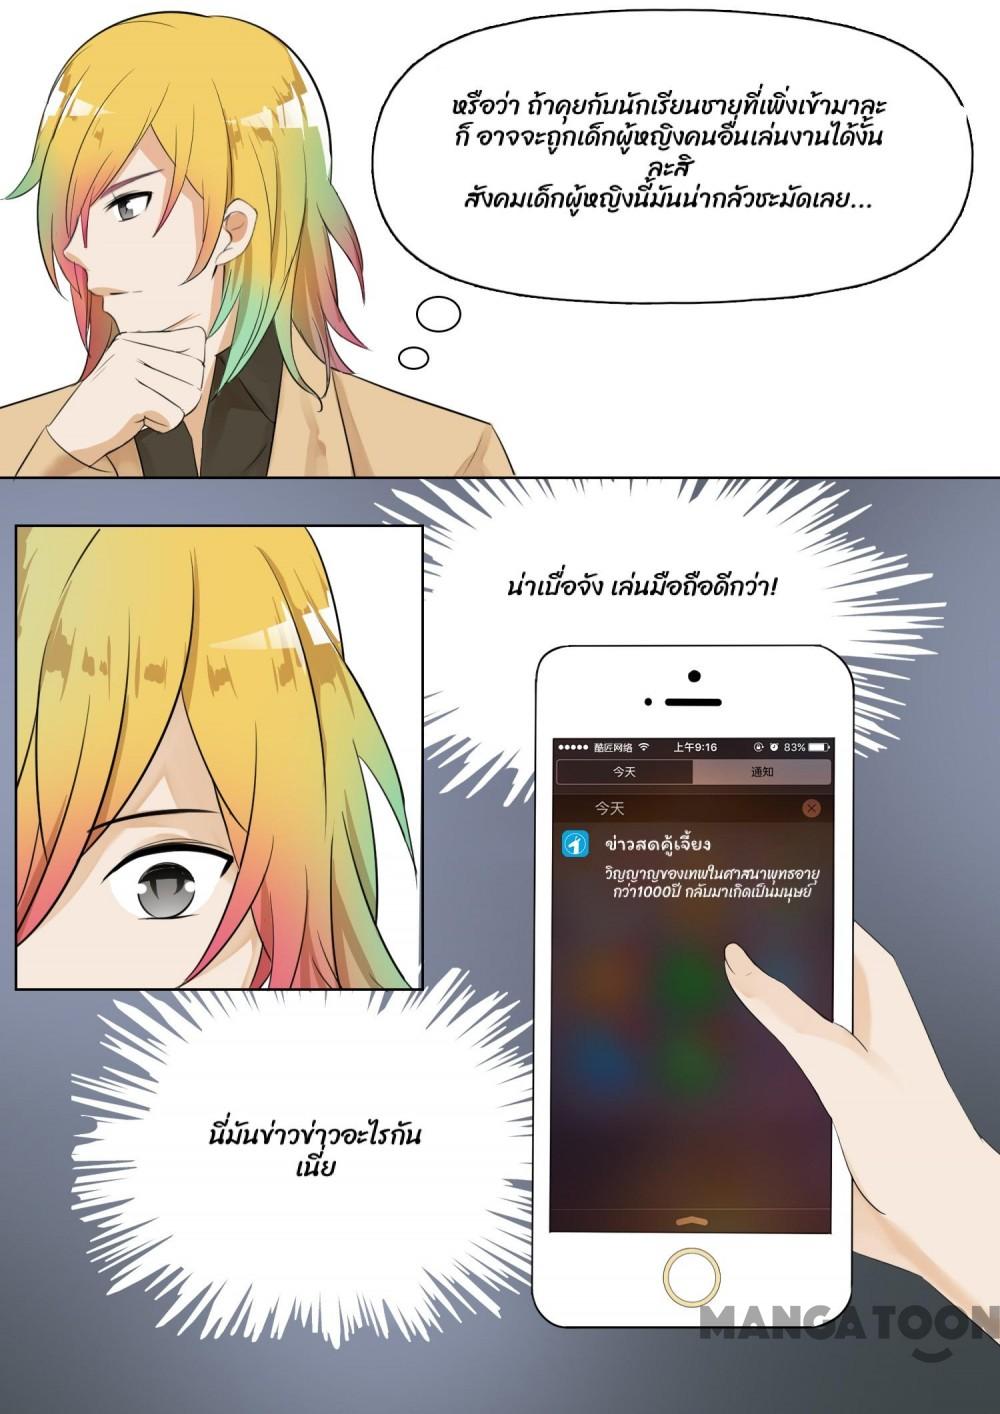 หรือว่า ถ้าคุยกับนักเรียนชายที่เพิ่งเข้ามาละ
ก็ อาจจะถูกเด็กผู้หญิงคนอื่นเล่นงานได้งั้น
ละสิ
สังคมเด็กผู้หญิงนี้มันน่ากลัวชะมัดเลย...
น่าเบื่อจัง เล่นมือถือดีกว่า!
酷匠网络 上午9:16 83%
今天 通知
今天
ข่าวสดคู้เจี้ยง
วิญญาญของเทพในศาสนาพุทธอายุ
กว่า1000ปี กลับมาเกิดเป็นมนุษย์
นี่มันข่าวข่าวอะไรกัน
เนี่ย
MANGATOON